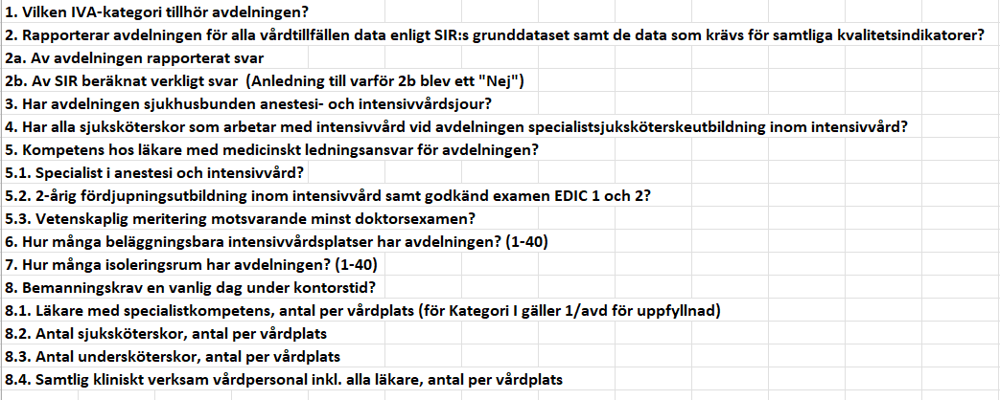 1. Vilken IVA-kategori tillhör avdelningen?
2. Rapporterar avdelningen för alla vårdtillfällen data enligt SIR:s grunddataset samt de data som krävs för samtliga kvalitetsindikatorer?
2a. Av avdelningen rapporterat svar
2b. Av SIR beräknat verkligt svar  (Anledning till varför 2b blev ett "Nej")
3. Har avdelningen sjukhusbunden anestesi- och intensivvårdsjour?
4. Har alla sjuksköterskor som arbetar med intensivvård vid avdelningen specialistsjuksköterskeutbildning inom intensivvård?
5. Kompetens hos läkare med medicinskt ledningsansvar för avdelningen?
5.1. Specialist i anestesi och intensivvård?
5.2. 2-årig fördjupningsutbildning inom intensivvård samt godkänd examen EDIC 1 och 2?
5.3. Vetenskaplig meritering motsvarande minst doktorsexamen?
6. Hur många beläggningsbara intensivvårdsplatser har avdelningen? (1-40)
7. Hur många isoleringsrum har avdelningen? (1-40)
8. Bemanningskrav en vanlig dag under kontorstid?
8.1. Läkare med specialistkompetens, antal per vårdplats (för Kategori I gäller 1/avd för uppfyllnad)
8.2. Antal sjuksköterskor, antal per vårdplats
8.3. Antal undersköterskor, antal per vårdplats
8.4. Samtlig kliniskt verksam vårdpersonal inkl. alla läkare, antal per vårdplats